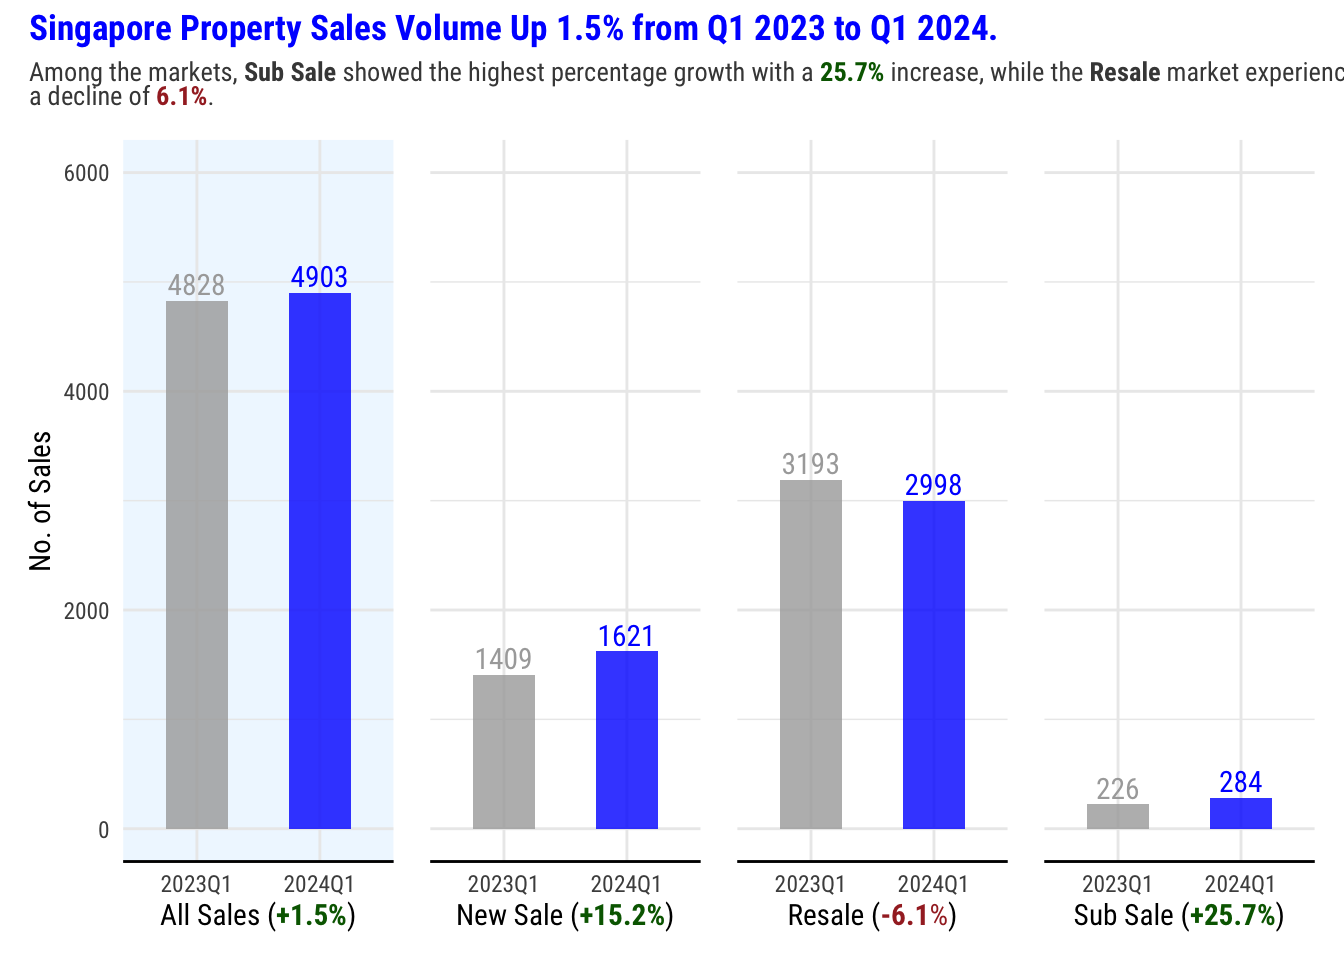 Singapore Property Sales Volume Up 1.5% from Q1 2023 to Q1 2024.
Among the markets, Sub Sale showed the highest percentage growth with a 25.7% increase, while the Resale market experienc
a decline of 6.1%.
No. of Sales
6000
4000
2000
0
4828 4903
1409 1621
3193 2998
226 284
2023Q1 2024Q1 2023Q1 2024Q1 2023Q1 2024Q1 2023Q1 2024Q1
All Sales (+1.5%) New Sale (+15.2%) Resale (-6.1%) Sub Sale (+25.7%)